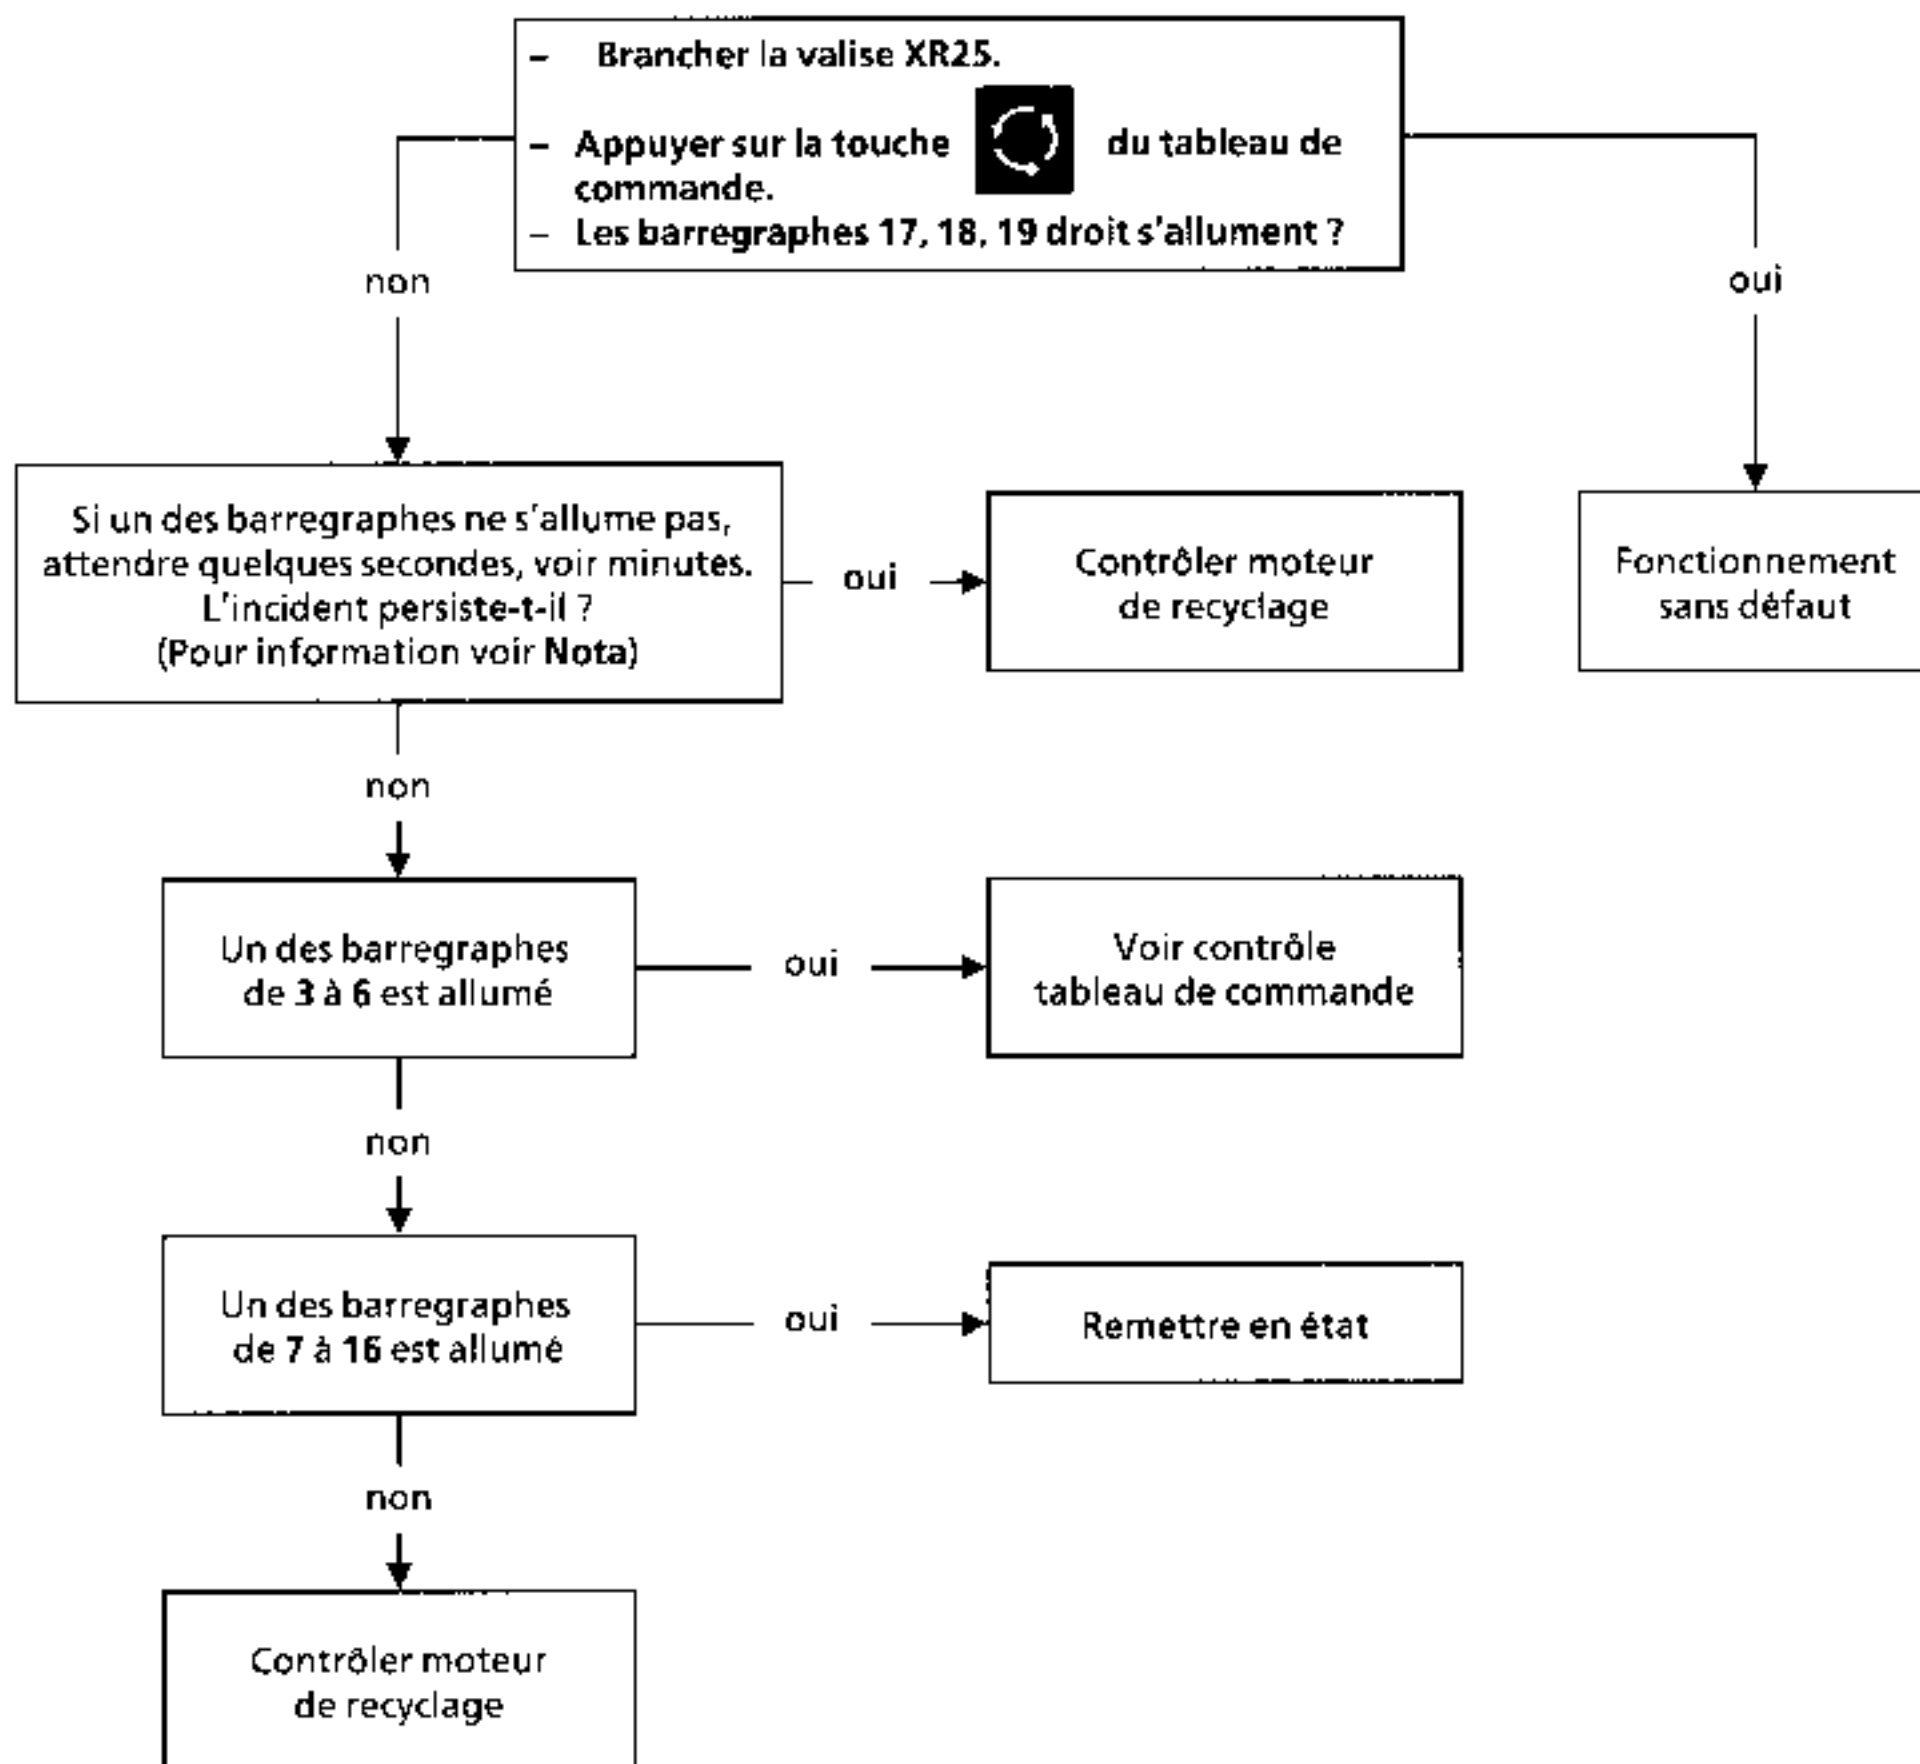 – Brancher la valise XR25.
– Appuyer sur la touche du tableau de
commande.
– Les barregraphes 17, 18, 19 droit s'allument ?
non
oui
Si un des barregraphes ne s'allume pas,
attendre quelques secondes, voir minutes.
L'incident persiste-t-il ?
(Pour information voir Nota)
oui
Contrôler moteur
de recyclage
Fonctionnement
sans défaut
non
Un des barregraphes
de 3 à 6 est allumé
oui
Voir contrôle
tableau de commande
non
Un des barregraphes
de 7 à 16 est allumé
oui
Remettre en état
non
Contrôler moteur
de recyclage